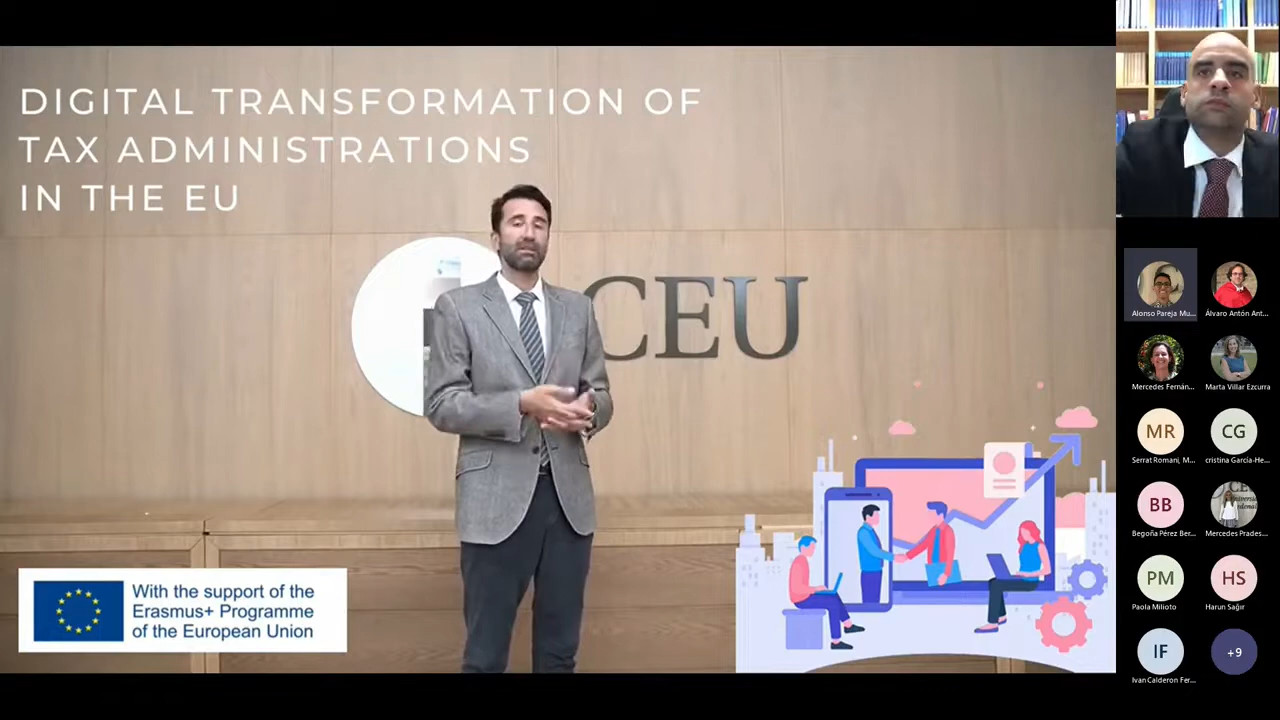 DIGITAL TRANSFORMATION OF
TAX ADMINISTRATIONS
IN THE EU
CEU
With the support of the
Erasmus+ Programme
of the European Union
Alonso Pareja Mu...
Álvaro Antón Ant...
Mercedes Fernán...
Marta Villar Ezcurra
MR
Serrat Romani, M...
CG
cristina García-He...
BB
Begoña Pérez Ber...
Mercedes Prades...
PM
Paola Milioto
HS
Harun Sağır
IF
Ivan Calderon Fer...
+9